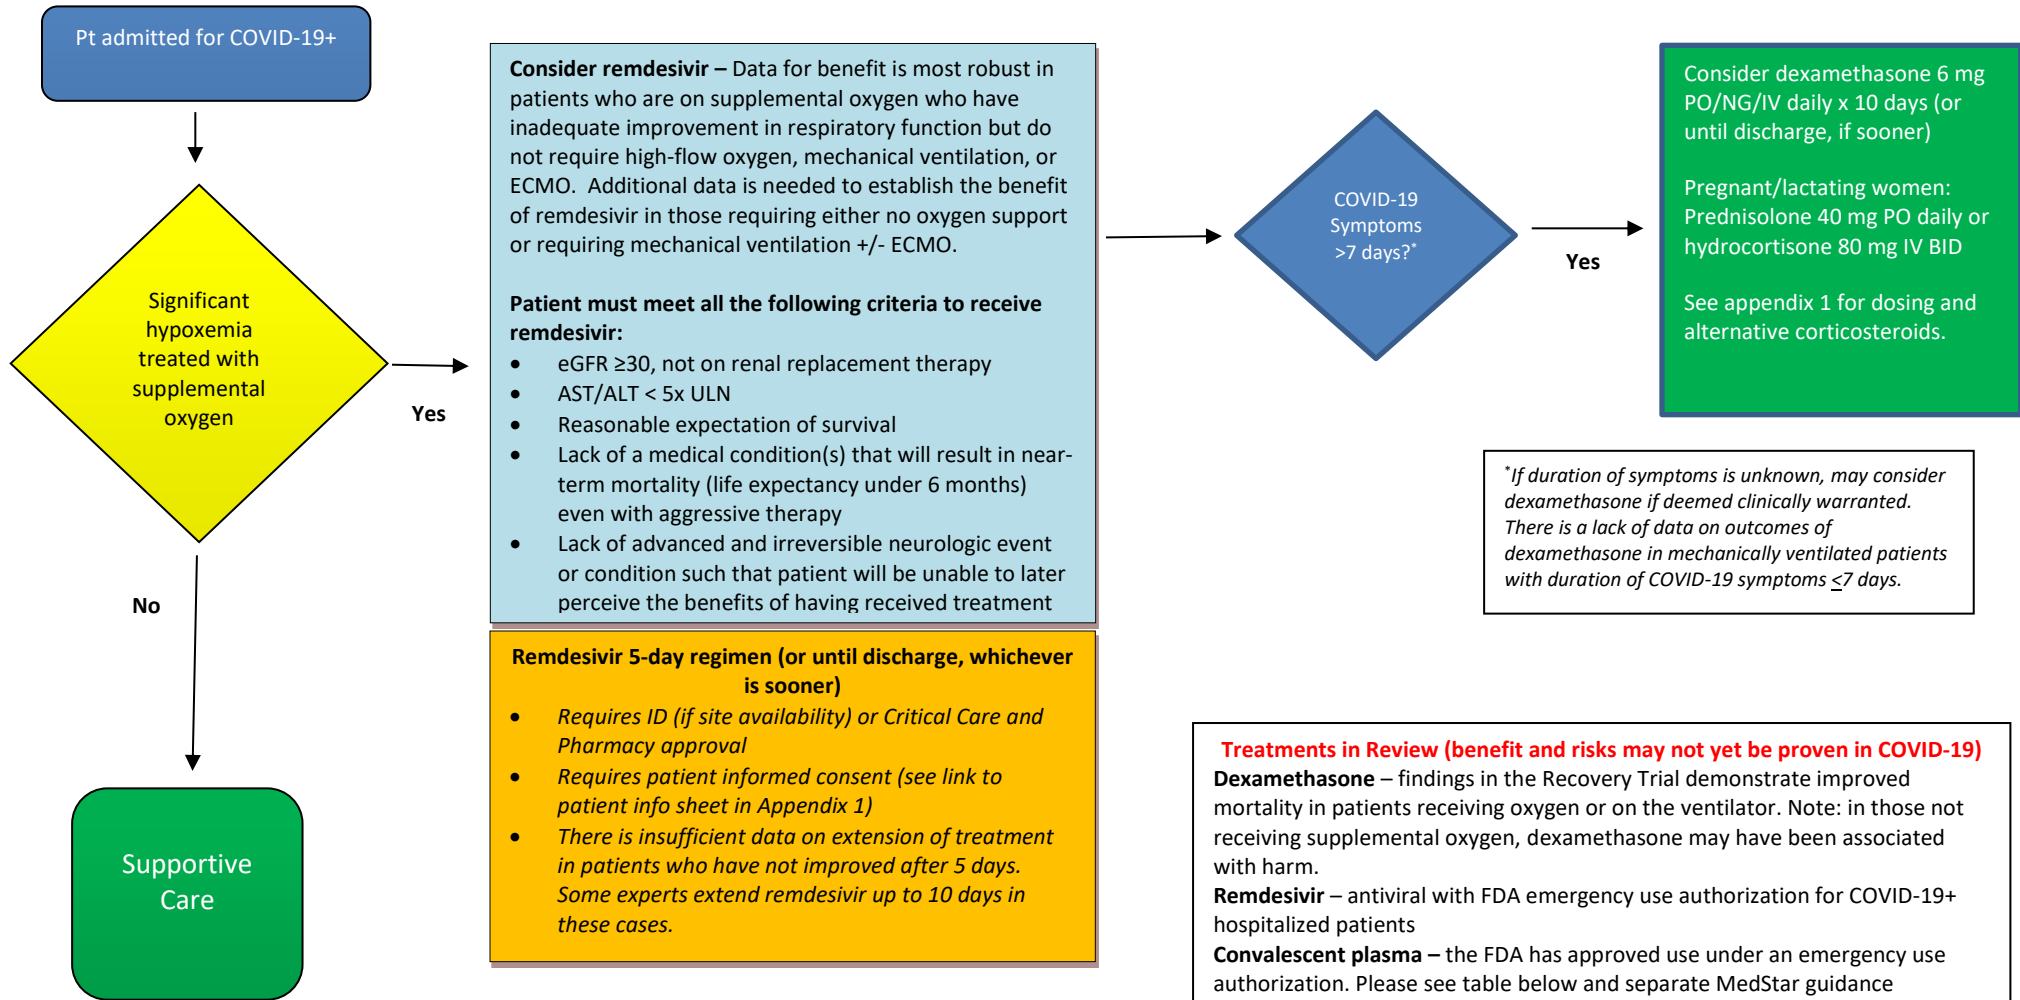 Pt admitted for COVID-19+
Significant
hypoxemia
treated with
supplemental
oxygen
Yes
No
Supportive
Care
Consider remdesivir – Data for benefit is most robust in
patients who are on supplemental oxygen who have
inadequate improvement in respiratory function but do
not require high-flow oxygen, mechanical ventilation, or
ECMO.  Additional data is needed to establish the benefit
of remdesivir in those requiring either no oxygen support
or requiring mechanical ventilation +/- ECMO.
Patient must meet all the following criteria to receive
remdesivir:
• eGFR ≥30, not on renal replacement therapy
• AST/ALT < 5x ULN
• Reasonable expectation of survival
• Lack of a medical condition(s) that will result in near-
term mortality (life expectancy under 6 months)
even with aggressive therapy
• Lack of advanced and irreversible neurologic event
or condition such that patient will be unable to later
perceive the benefits of having received treatment
Remdesivir 5-day regimen (or until discharge, whichever
is sooner)
• Requires ID (if site availability) or Critical Care and
Pharmacy approval
• Requires patient informed consent (see link to
patient info sheet in Appendix 1)
• There is insufficient data on extension of treatment
in patients who have not improved after 5 days.
Some experts extend remdesivir up to 10 days in
these cases.
COVID-19
Symptoms
>7 days?*
Yes
Consider dexamethasone 6 mg
PO/NG/IV daily x 10 days (or
until discharge, if sooner)
Pregnant/lactating women:
Prednisolone 40 mg PO daily or
hydrocortisone 80 mg IV BID
See appendix 1 for dosing and
alternative corticosteroids.
*If duration of symptoms is unknown, may consider
dexamethasone if deemed clinically warranted.
There is a lack of data on outcomes of
dexamethasone in mechanically ventilated patients
with duration of COVID-19 symptoms <7 days.
Treatments in Review (benefit and risks may not yet be proven in COVID-19)
Dexamethasone – findings in the Recovery Trial demonstrate improved
mortality in patients receiving oxygen or on the ventilator. Note: in those not
receiving supplemental oxygen, dexamethasone may have been associated
with harm.
Remdesivir – antiviral with FDA emergency use authorization for COVID-19+
hospitalized patients
Convalescent plasma – the FDA has approved use under an emergency use
authorization. Please see table below and separate MedStar guidance